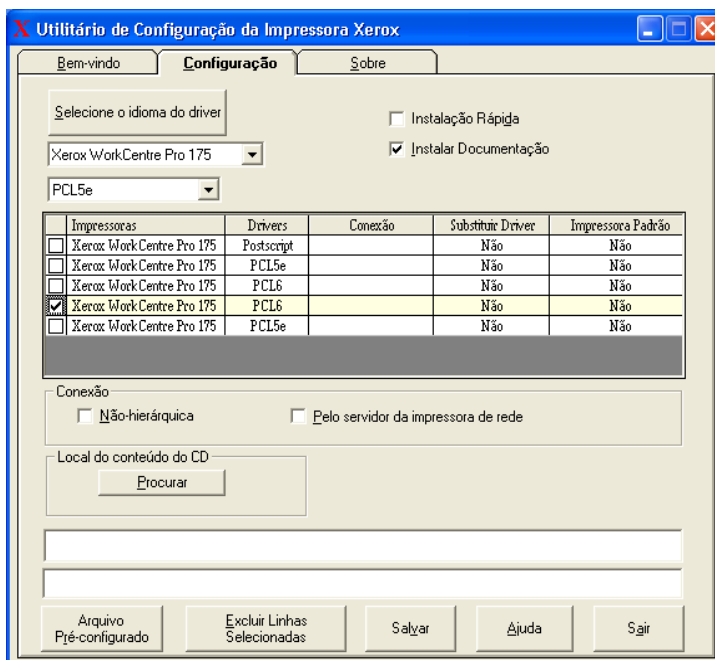 Utilitário de Configuração da Impressora Xerox
Bem-vindo Configuração Sobre
Selecione o idioma do driver
Instalação Rápida
Xerox WorkCentre Pro 175
Instalar Documentação
PCL5e
Impressoras Drivers Conexão Substituir Driver Impressora Padrão
Xerox WorkCentre Pro 175 Postscript Não Não
Xerox WorkCentre Pro 175 PCL5e Não Não
Xerox WorkCentre Pro 175 PCL6 Não Não
Xerox WorkCentre Pro 175 PCL6 Não Não
Xerox WorkCentre Pro 175 PCL5e Não Não
Conexão
Não-hierárquica Pelo servidor da impressora de rede
Local do conteúdo do CD
Procurar
Arquivo
Pré-configurado
Excluir Linhas
Selecionadas
Salvar
Ajuda
Sair